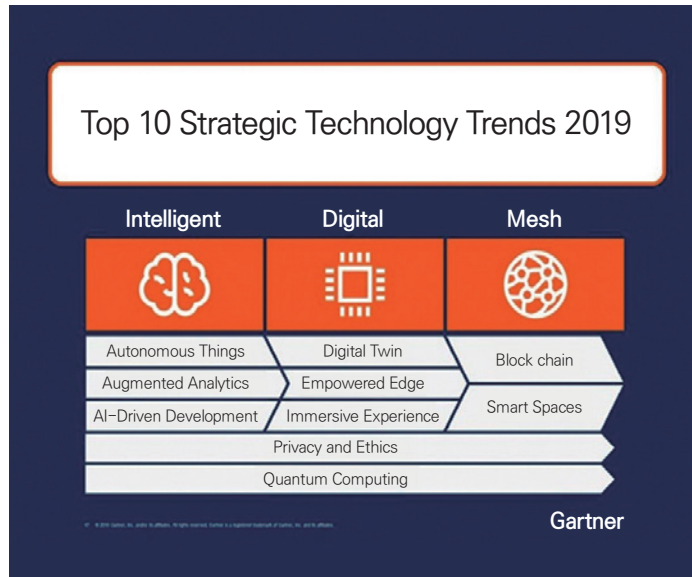 Top 10 Strategic Technology Trends 2019
Intelligent Digital Mesh
Autonomous Things
Augmented Analytics
AI-Driven Development
Digital Twin
Empowered Edge
Immersive Experience
Block chain
Smart Spaces
Privacy and Ethics
Quantum Computing
Gartner